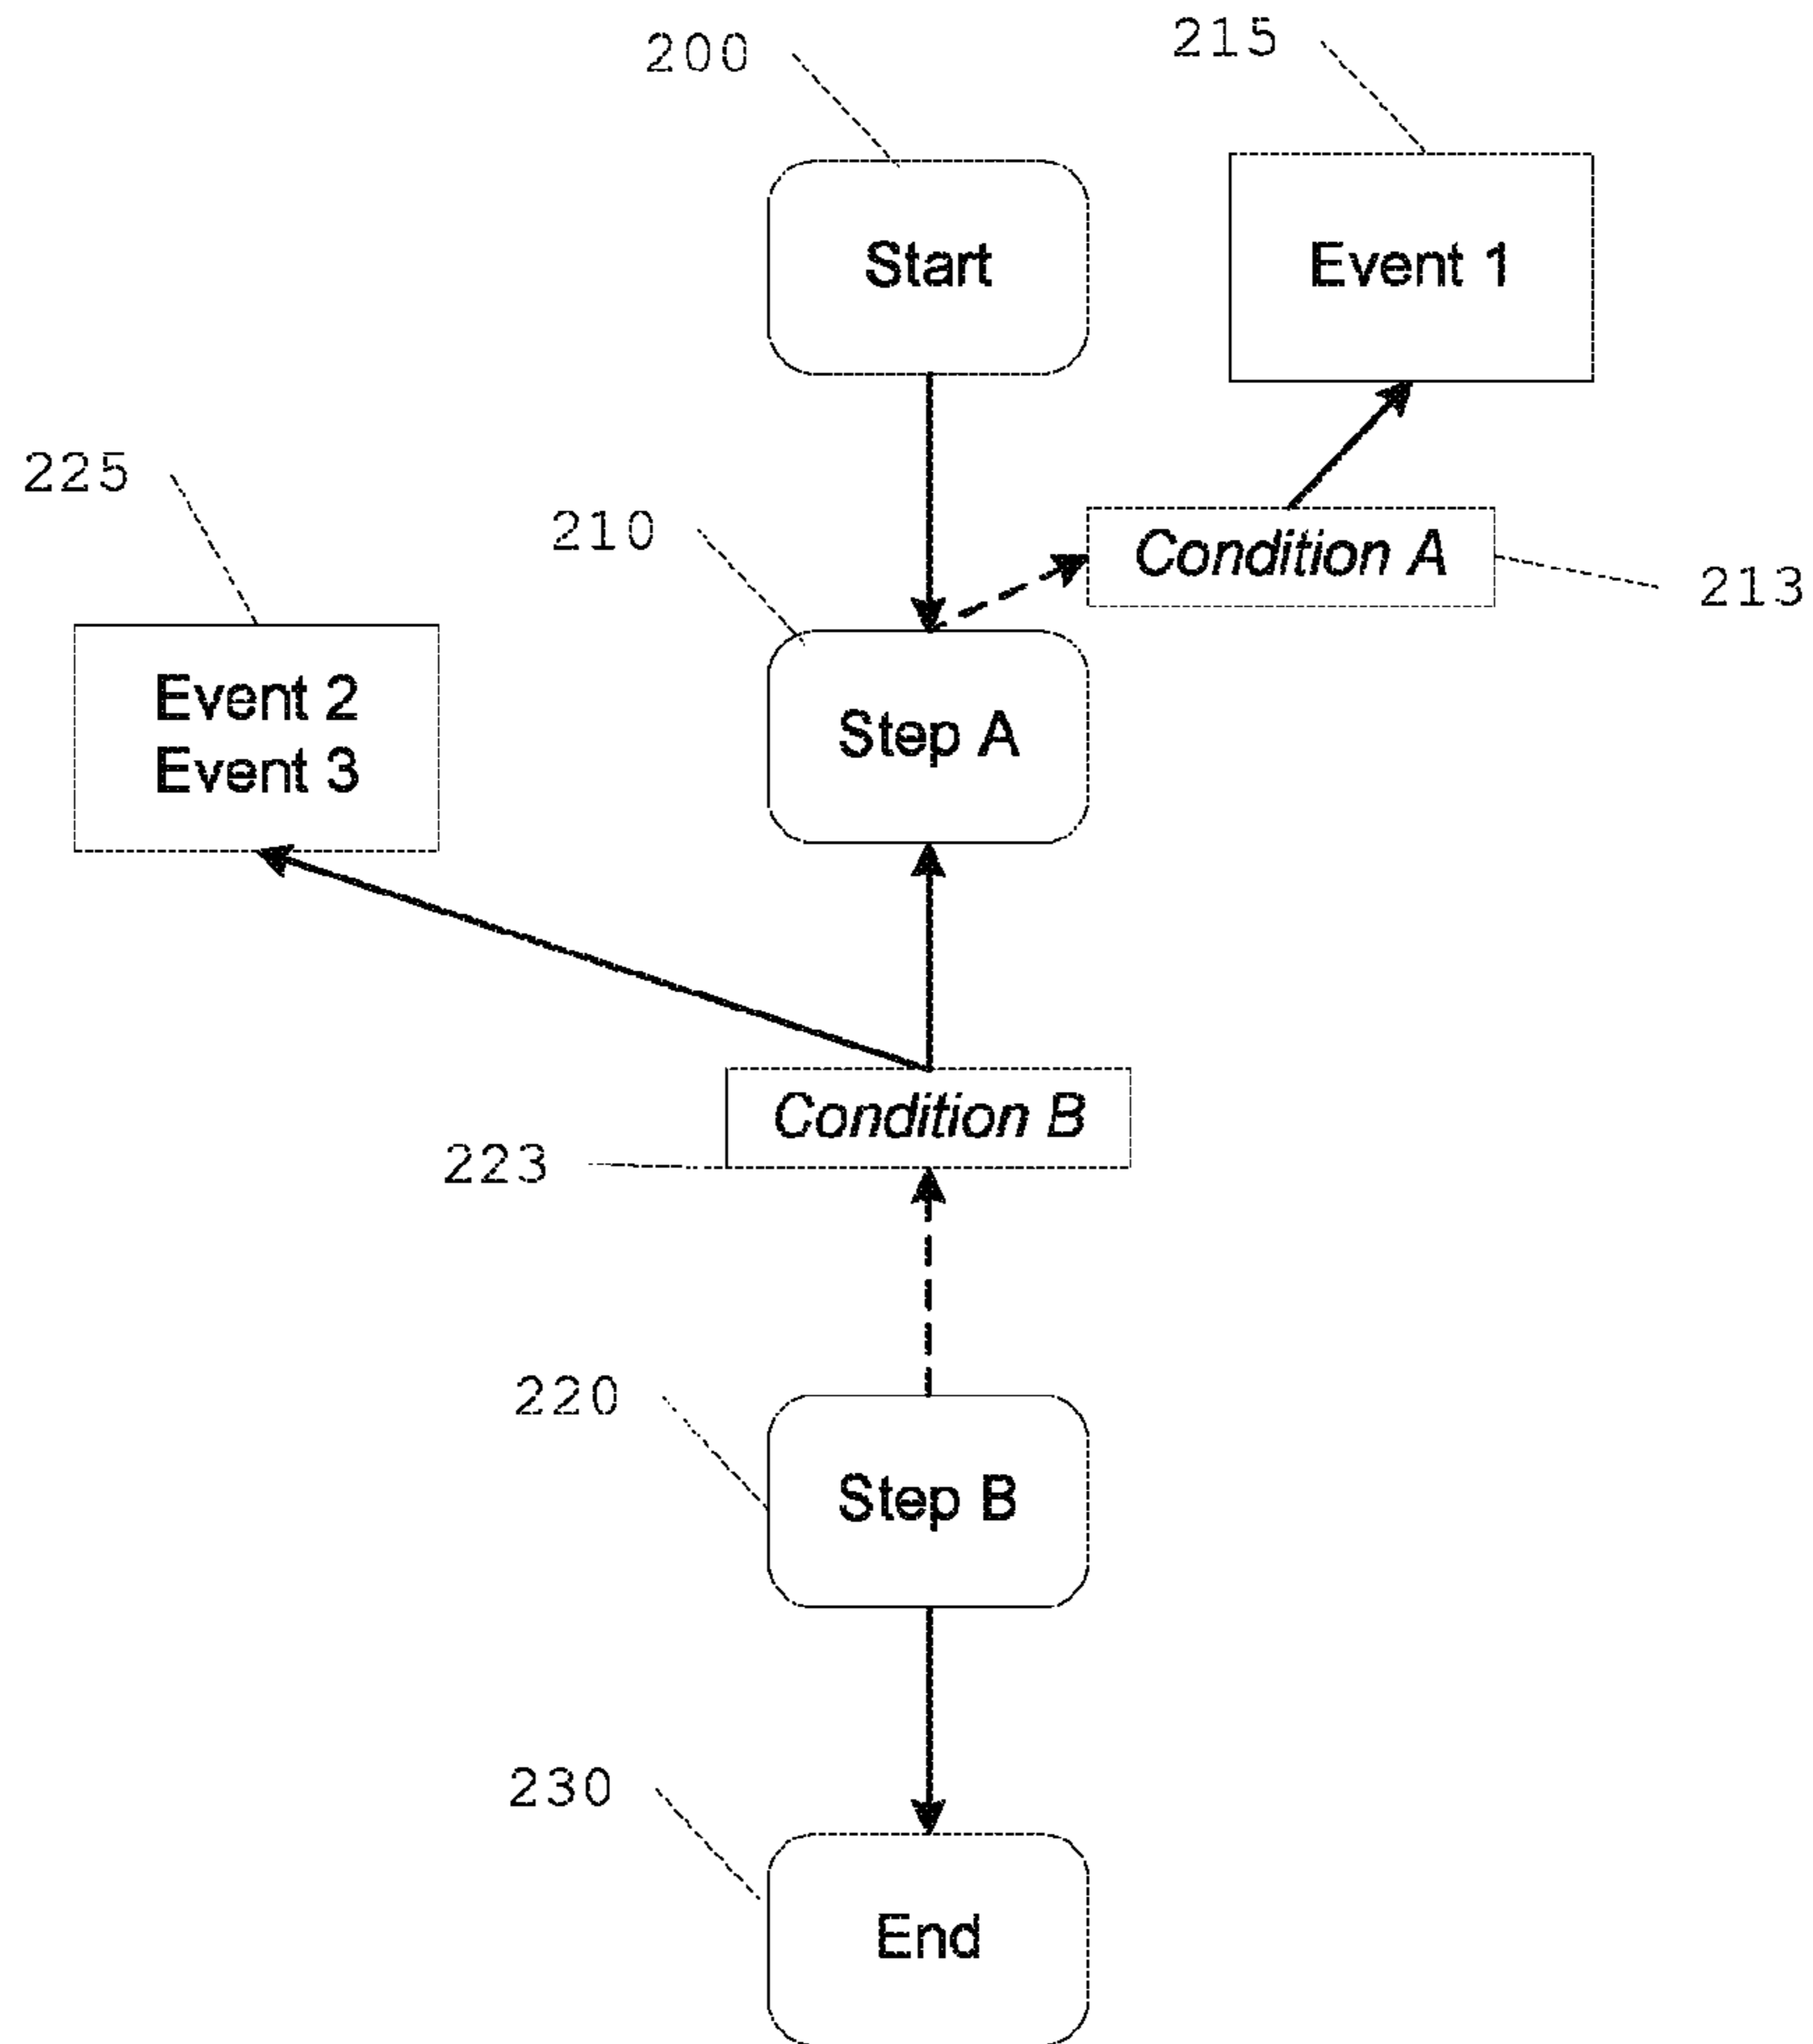 200
215
Start
Event 1
225
210
Condition A
213
Event 2
Event 3
Step A
Condition B
223
220
Step B
230
End